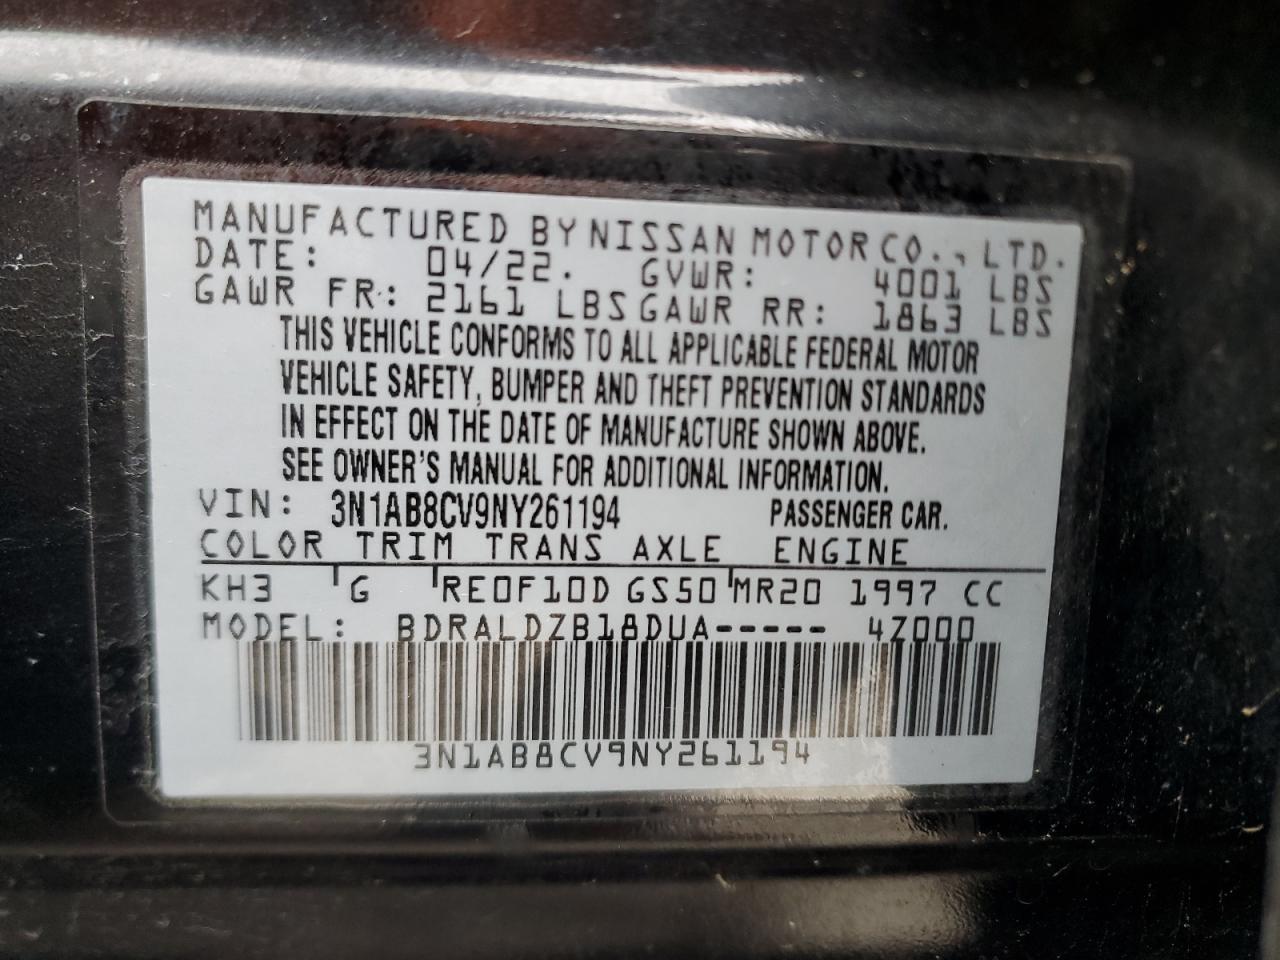 MANUFACTURED BY NISSAN MOTOR CO., LTD.
DATE: 04/22. GVWR: 4001 LBS
GAWR FR: 2161 LBS GAWR RR: 1863 LBS
THIS VEHICLE CONFORMS TO ALL APPLICABLE FEDERAL MOTOR
VEHICLE SAFETY, BUMPER AND THEFT PREVENTION STANDARDS
IN EFFECT ON THE DATE OF MANUFACTURE SHOWN ABOVE.
SEE OWNER'S MANUAL FOR ADDITIONAL INFORMATION.
VIN: 3N1AB8CV9NY261194 PASSENGER CAR.
COLOR TRIM TRANS AXLE ENGINE
KH3 G RE0F10D GS50 MR20 1997 CC
MODEL: BDRALDZB18DUA----- 4Z000
3N1AB8CV9NY261194